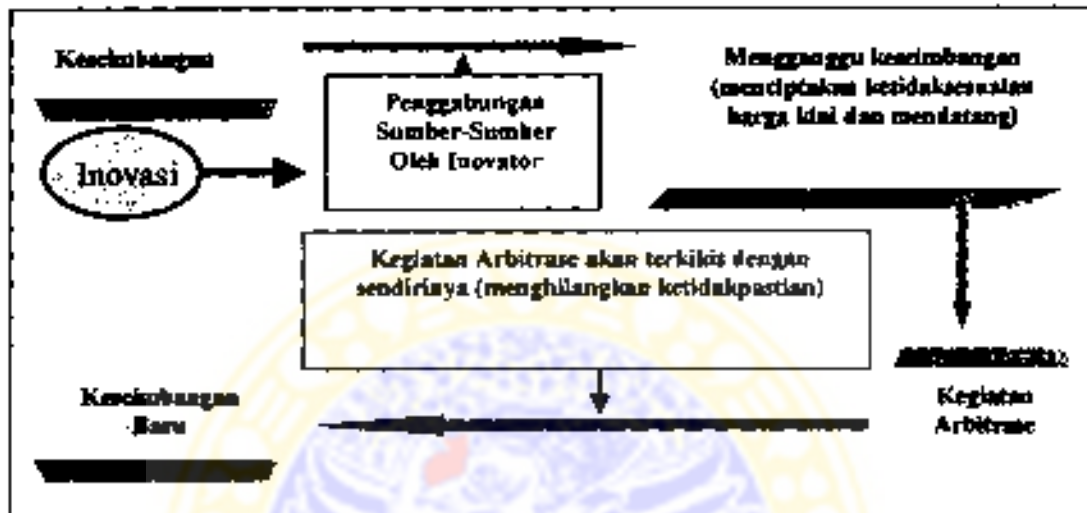 Keseimbangan
Inovasi
Penggabungan
Sumber-Sumber
Oleh Inovator
Mengganggu keseimbangan
(menciptakan ketidaksesuaian
harga kini dan mendatang)
Kegiatan Arbitrase akan terkikis dengan
sendirinya (menghilangkan ketidakpastian)
Kegiatan
Arbitrase
Keseimbangan
Baru